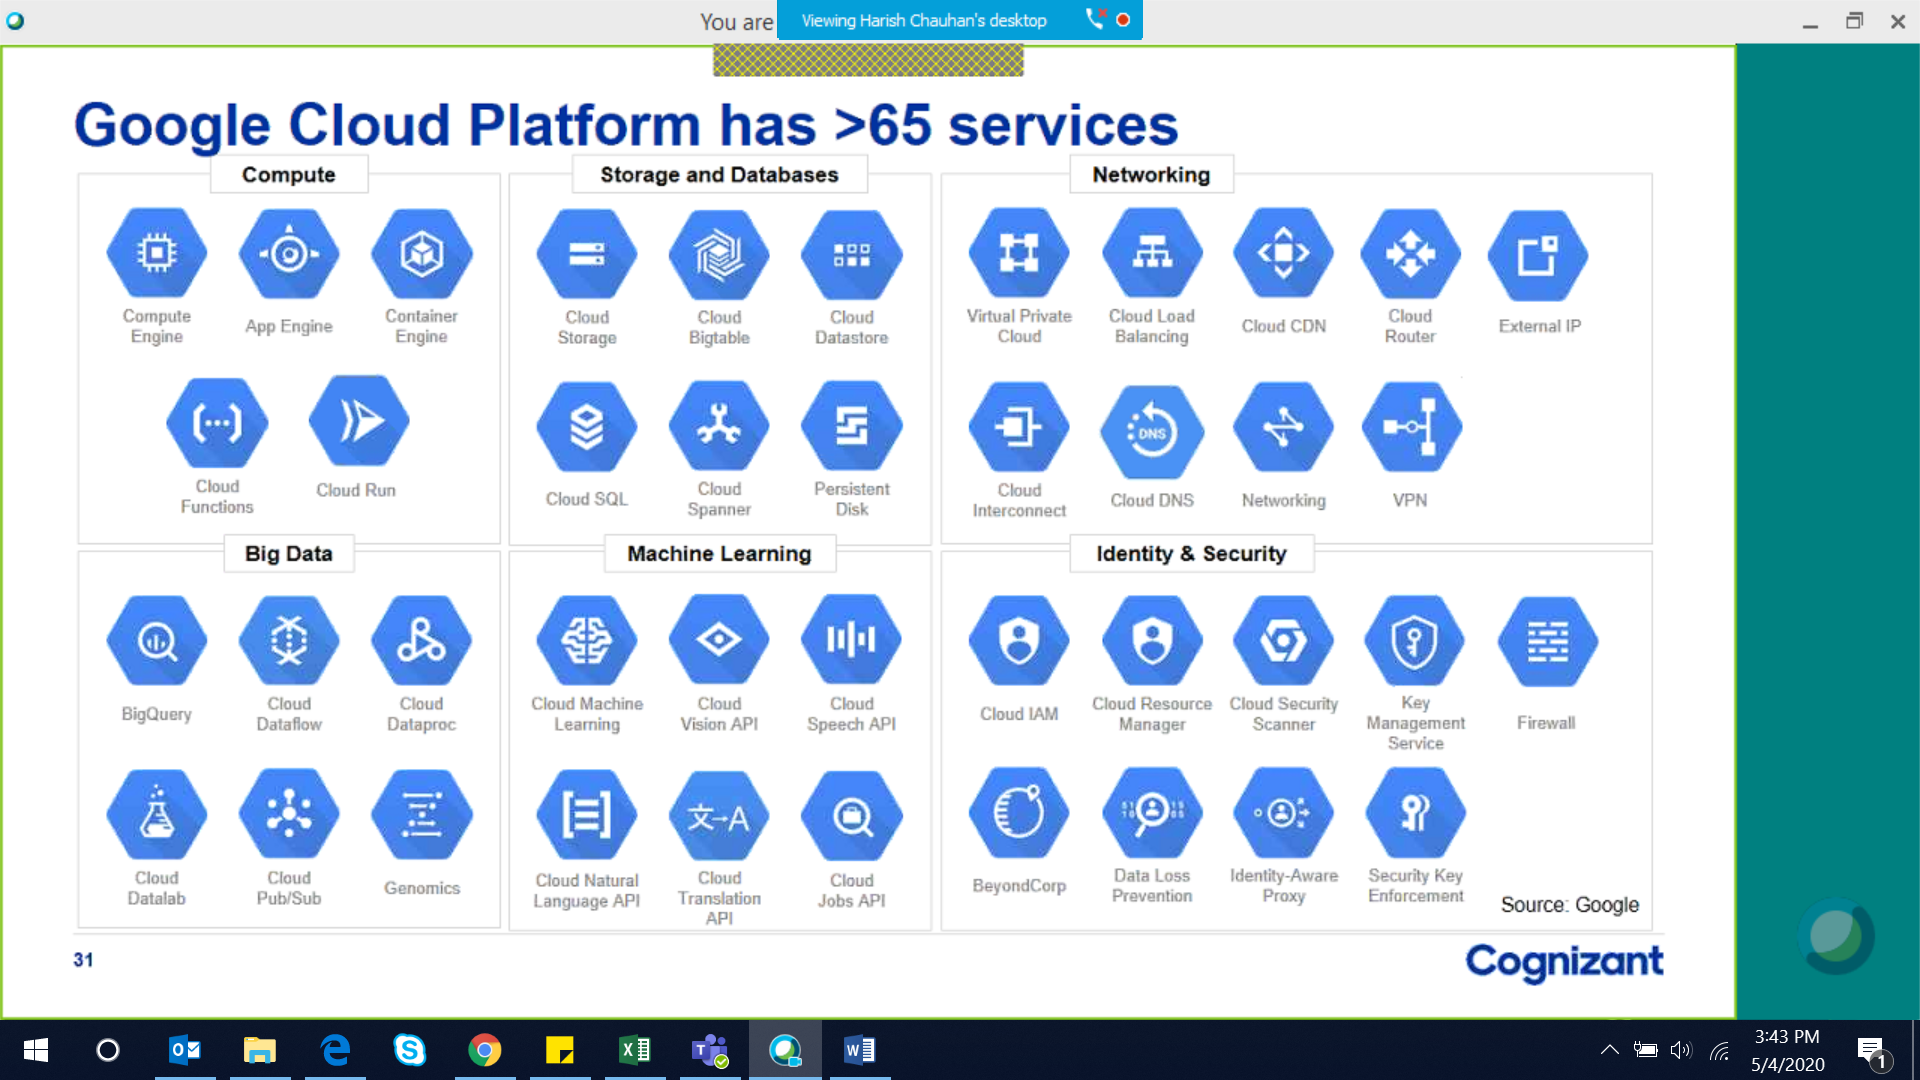 You are
Viewing Harish Chauhan's desktop
Google Cloud Platform has >65 services
Compute
Compute
Engine
App Engine
Container
Engine
Cloud
Functions
Cloud Run
Storage and Databases
Cloud
Storage
Cloud
Bigtable
Cloud
Datastore
Cloud SQL
Cloud
Spanner
Persistent
Disk
Networking
Virtual Private
Cloud
Cloud Load
Balancing
Cloud CDN
Cloud
Router
External IP
Cloud
Interconnect
DNS
Cloud DNS
Networking
VPN
Big Data
BigQuery
Cloud
Dataflow
Cloud
Dataproc
Cloud
Datalab
Cloud
Pub/Sub
Genomics
Machine Learning
Cloud Machine
Learning
Cloud
Vision API
Cloud
Speech API
Cloud Natural
Language API
文→A
Cloud
Translation
API
Cloud
Jobs API
Identity & Security
Cloud IAM
Cloud Resource
Manager
Cloud Security
Scanner
Key
Management
Service
Firewall
BeyondCorp
Data Loss
Prevention
Identity-Aware
Proxy
Security Key
Enforcement
Source: Google
31
Cognizant
3:43 PM
5/4/2020
1